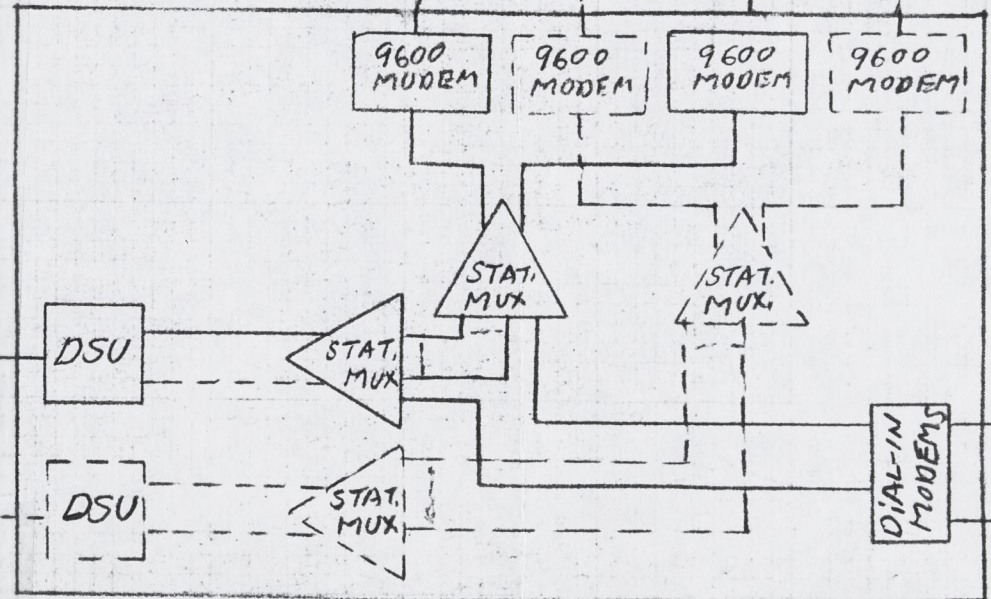 9600
MUDEM
9600
MODEM
9600
MODEM
9600
MODEM
STAT.
MUX
STAT.
MUX.
DSU
STAT.
MUX
DSU
STAT.
MUX
DIAL-IN
MODEMS